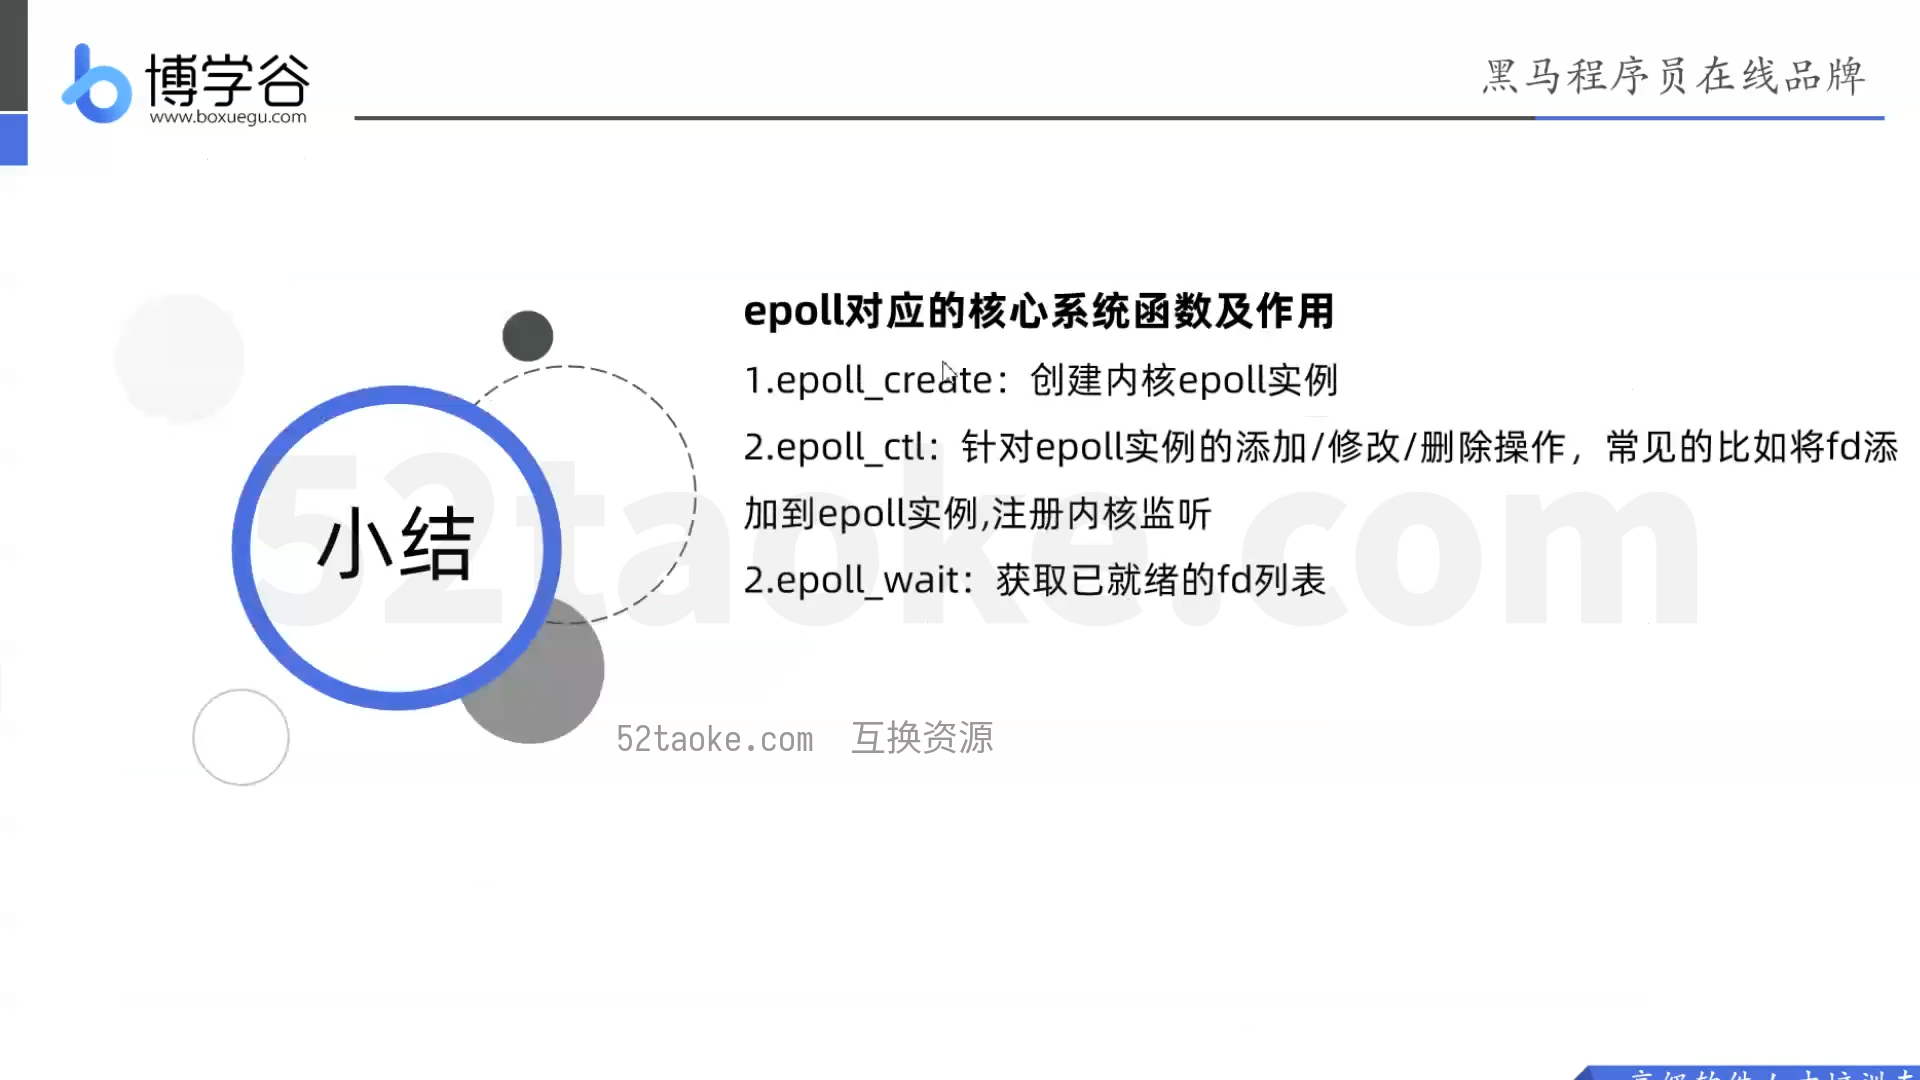 博学谷
www.boxuegu.com
黑马程序员在线品牌
epoll对应的核心系统函数及作用
1.epoll_create：创建内核epoll实例
2.epoll_ctl：针对epoll实例的添加/修改/删除操作，常见的比如将fd添
加到epoll实例,注册内核监听
2.epoll_wait：获取已就绪的fd列表
小结
52taoke.com
52taoke.com 互换资源